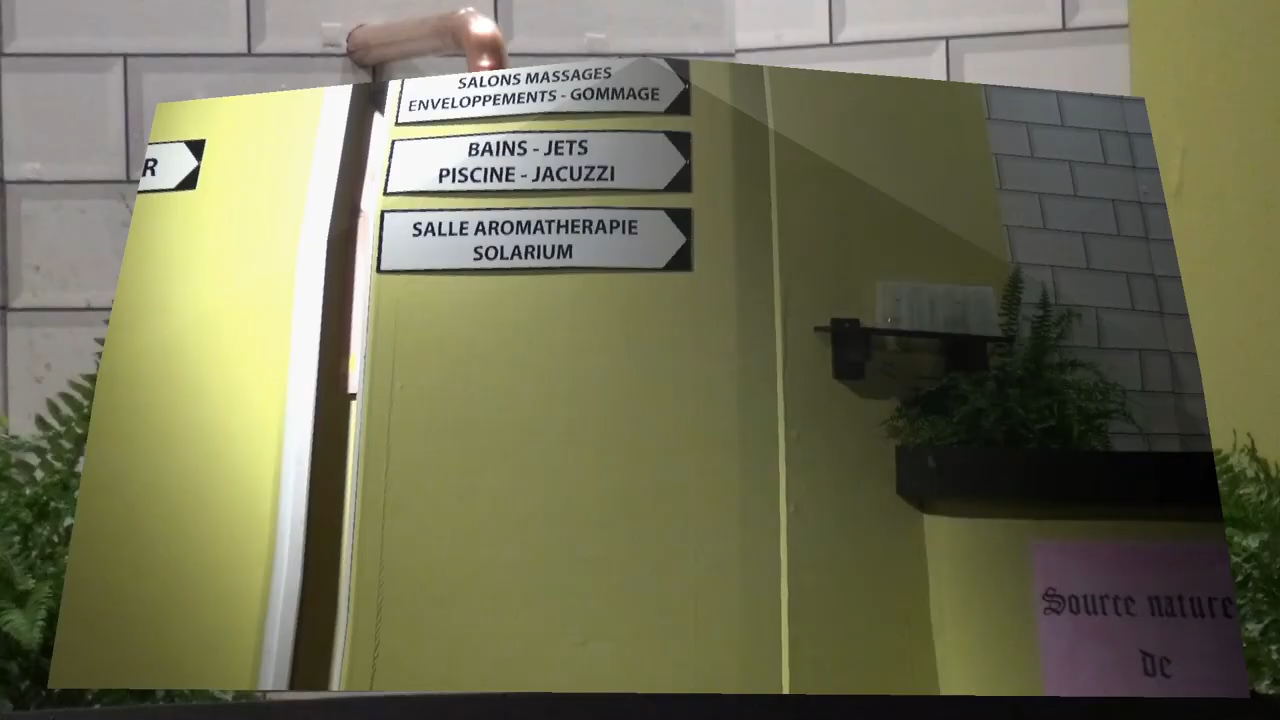 SALONS MASSAGES
ENVELOPPEMENTS - GOMMAGE
R
BAINS - JETS
PISCINE - JACUZZI
SALLE AROMATHERAPIE
SOLARIUM
Source nature
de